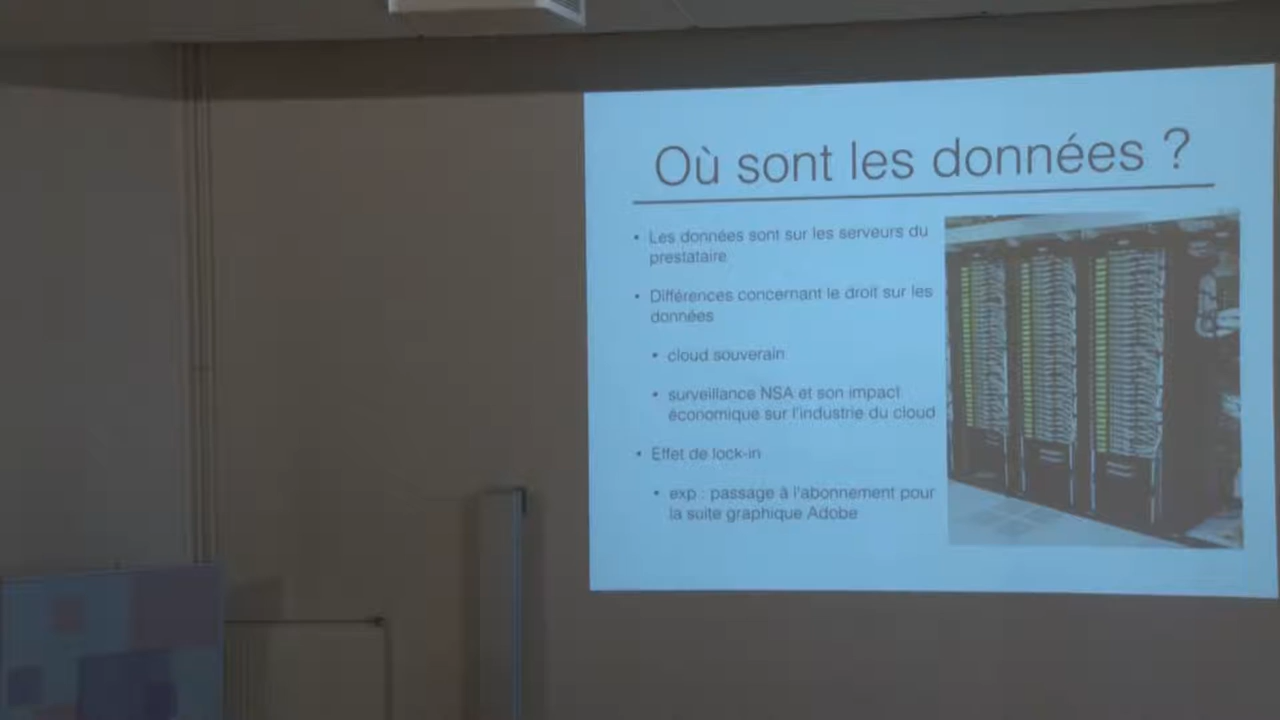 Où sont les données ?
• Les données sont sur les serveurs du
prestataire
• Différences concernant le droit sur les
données
• cloud souverain
• surveillance NSA et son impact
économique sur l'industrie du cloud
• Effet de lock-in
• exp : passage à l'abonnement pour
la suite graphique Adobe